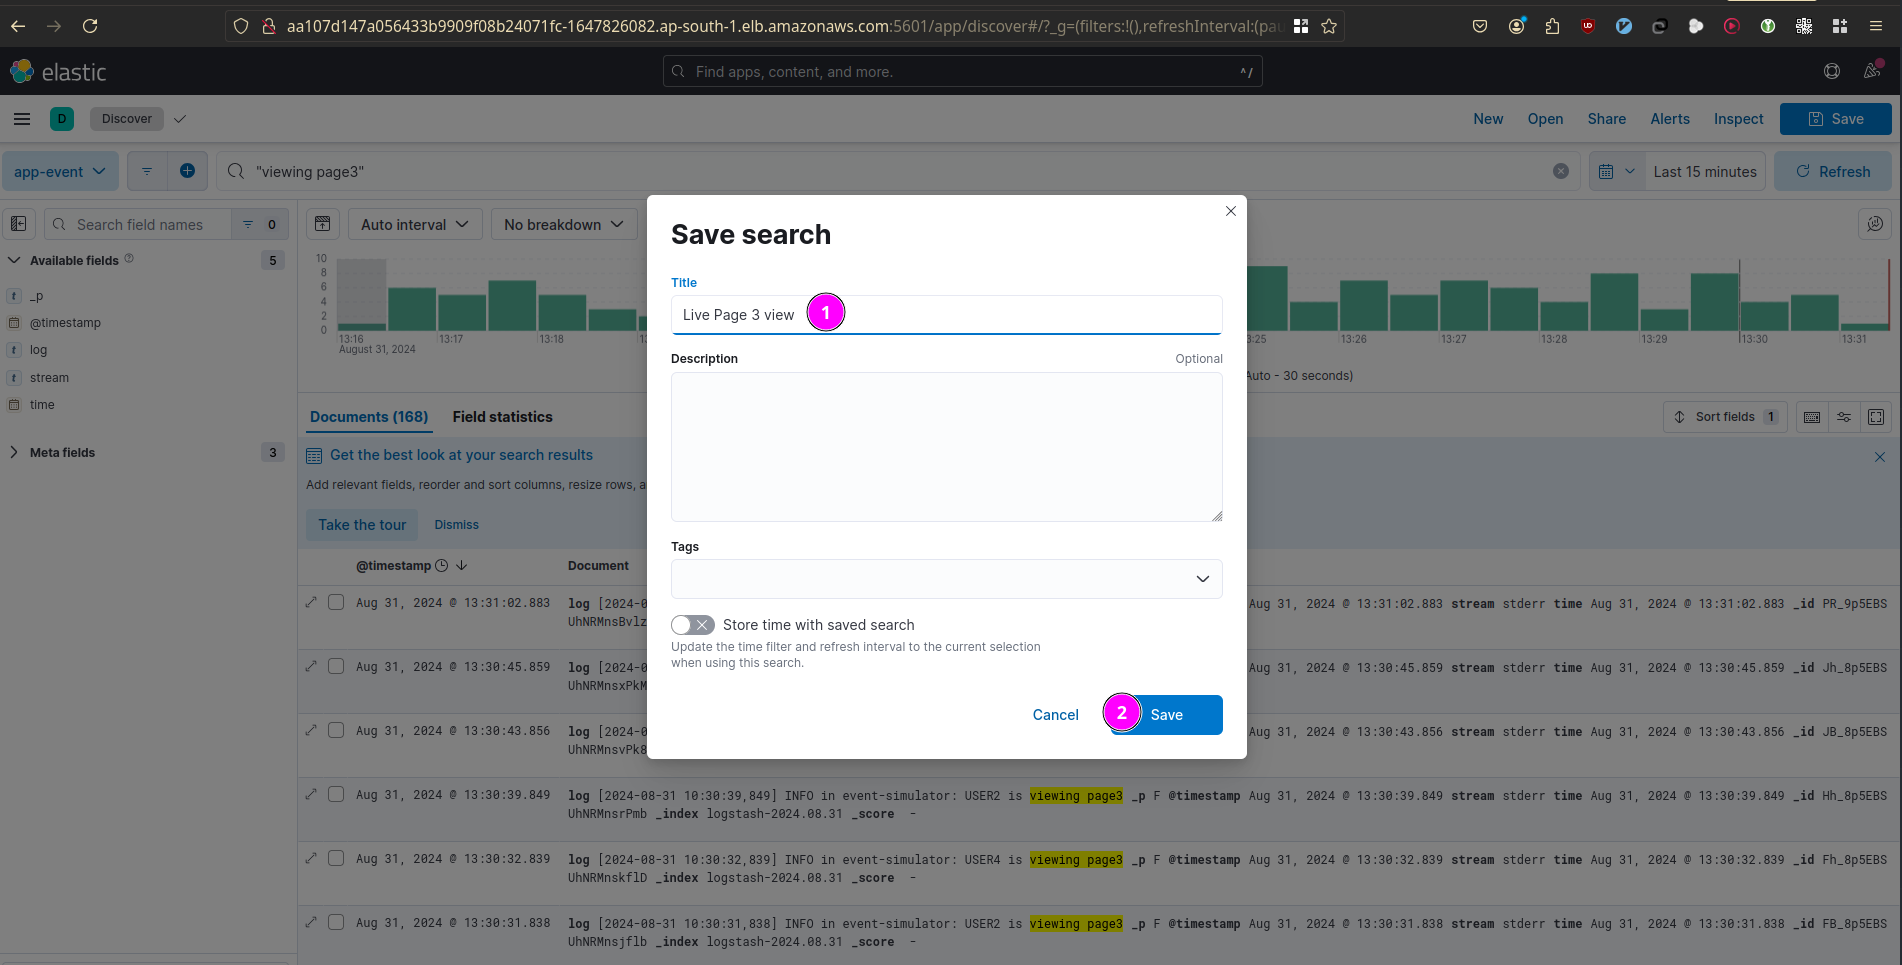 aa107d147a056433b9909f08b24071fc-1647826082.ap-south-1.elb.amazonaws.com:5601/app/discover#/?_g=(filters:!(),refreshInterval:(pau
elastic
Find apps, content, and more.
^/
D
Discover
New
Open
Share
Alerts
Inspect
Save
app-event
"viewing page3"
Last 15 minutes
Refresh
Search field names
0
Auto interval
No breakdown
Available fields
5
t _p
@timestamp
t log
t stream
time
Meta fields
3
10
8
6
4
2
0
13:16
August 31, 2024
13:17
13:18
:25
13:26
13:27
13:28
13:29
13:30
13:31
Auto - 30 seconds)
Documents (168)
Field statistics
Sort fields 1
Get the best look at your search results
Add relevant fields, reorder and sort columns, resize rows, a
Take the tour
Dismiss
@timestamp
Document
Aug 31, 2024 @ 13:31:02.883 log [2024-0 Aug 31, 2024 @ 13:31:02.883 stream stderr time Aug 31, 2024 @ 13:31:02.883 _id PR_9p5EBS
UhNRMnsBvlz
Aug 31, 2024 @ 13:30:45.859 log [2024-0 Aug 31, 2024 @ 13:30:45.859 stream stderr time Aug 31, 2024 @ 13:30:45.859 _id Jh_8p5EBS
UhNRMnsxPkM
Aug 31, 2024 @ 13:30:43.856 log [2024-0 Aug 31, 2024 @ 13:30:43.856 stream stderr time Aug 31, 2024 @ 13:30:43.856 _id JB_8p5EBS
UhNRMnsvPk8
Aug 31, 2024 @ 13:30:39.849 log [2024-08-31 10:30:39,849] INFO in event-simulator: USER2 is viewing page3 _p F @timestamp Aug 31, 2024 @ 13:30:39.849 stream stderr time Aug 31, 2024 @ 13:30:39.849 _id Hh_8p5EBS
UhNRMnsrPmb _index logstash-2024.08.31 _score -
Aug 31, 2024 @ 13:30:32.839 log [2024-08-31 10:30:32,839] INFO in event-simulator: USER4 is viewing page3 _p F @timestamp Aug 31, 2024 @ 13:30:32.839 stream stderr time Aug 31, 2024 @ 13:30:32.839 _id Fh_8p5EBS
UhNRMnskflD _index logstash-2024.08.31 _score -
Aug 31, 2024 @ 13:30:31.838 log [2024-08-31 10:30:31,838] INFO in event-simulator: USER2 is viewing page3 _p F @timestamp Aug 31, 2024 @ 13:30:31.838 stream stderr time Aug 31, 2024 @ 13:30:31.838 _id FB_8p5EBS
UhNRMnsjflb _index logstash-2024.08.31 _score -
Save search
Title
Live Page 3 view
1
Description
Optional
Tags
Store time with saved search
Update the time filter and refresh interval to the current selection
when using this search.
Cancel
2
Save